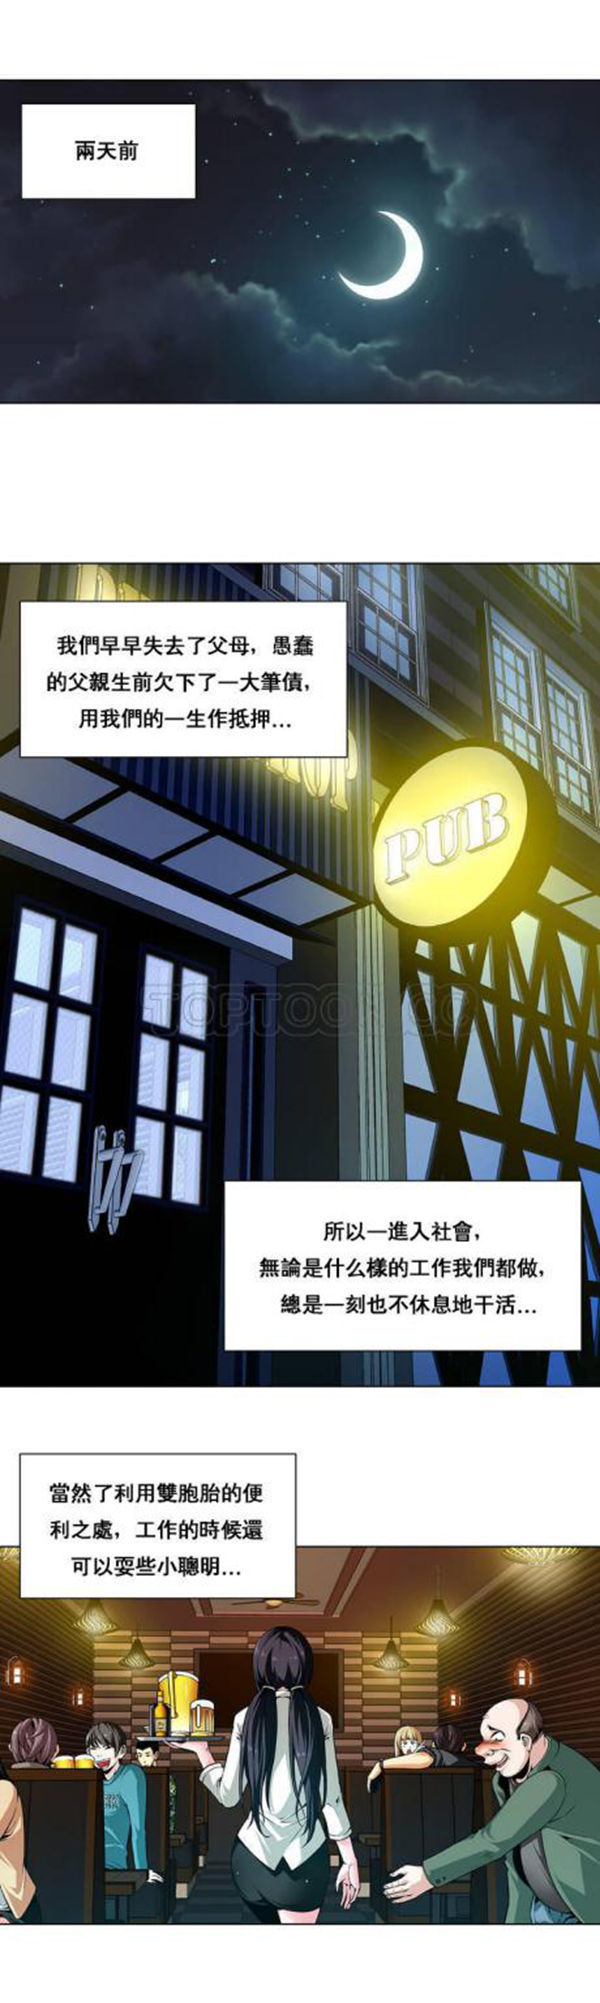 兩天前
我們早早失去了父母，愚蠢
的父親生前欠下了一大筆債，
用我們的一生作抵押...
PUB
TOPTOON.CC
所以一進入社會，
無論是什么樣的工作我們都做，
總是一刻也不休息地干活...
當然了利用雙胞胎的便
利之處，工作的時候還
可以耍些小聰明...